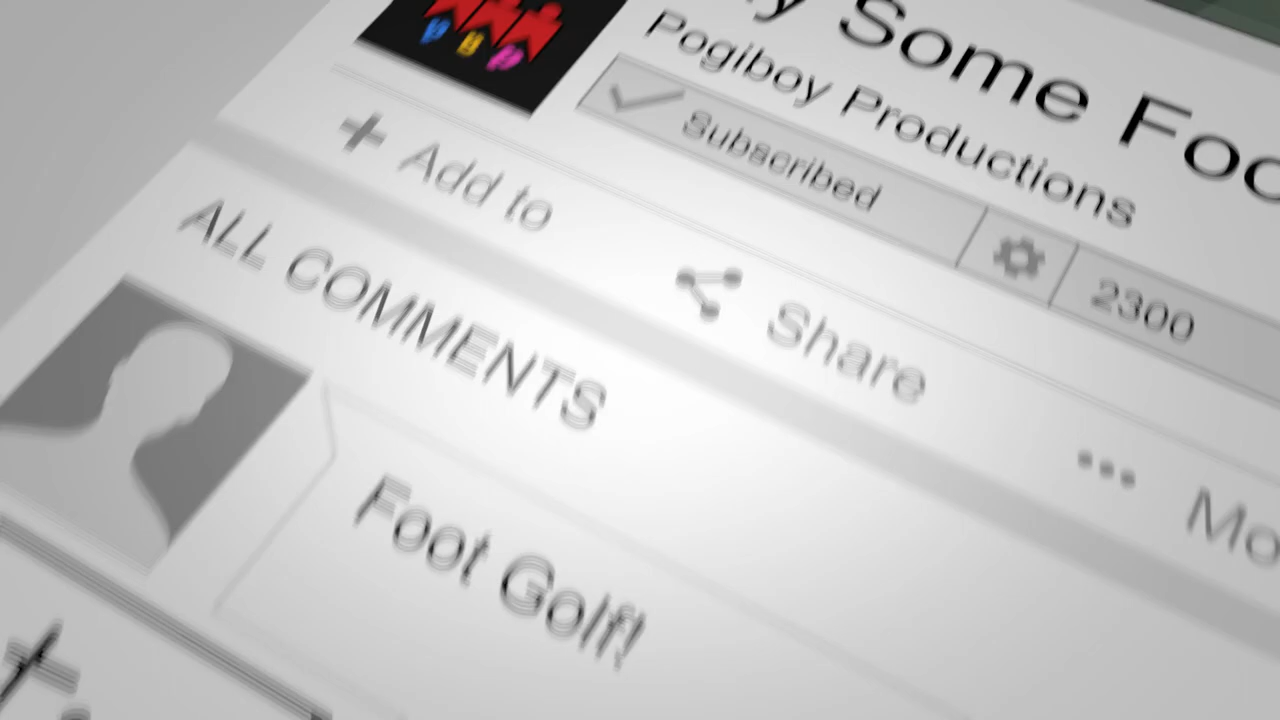 y Some Foo
Pogiboy Productions
Subscribed
2300
Add to
Share
Mo
ALL COMMENTS
Foot Golf!